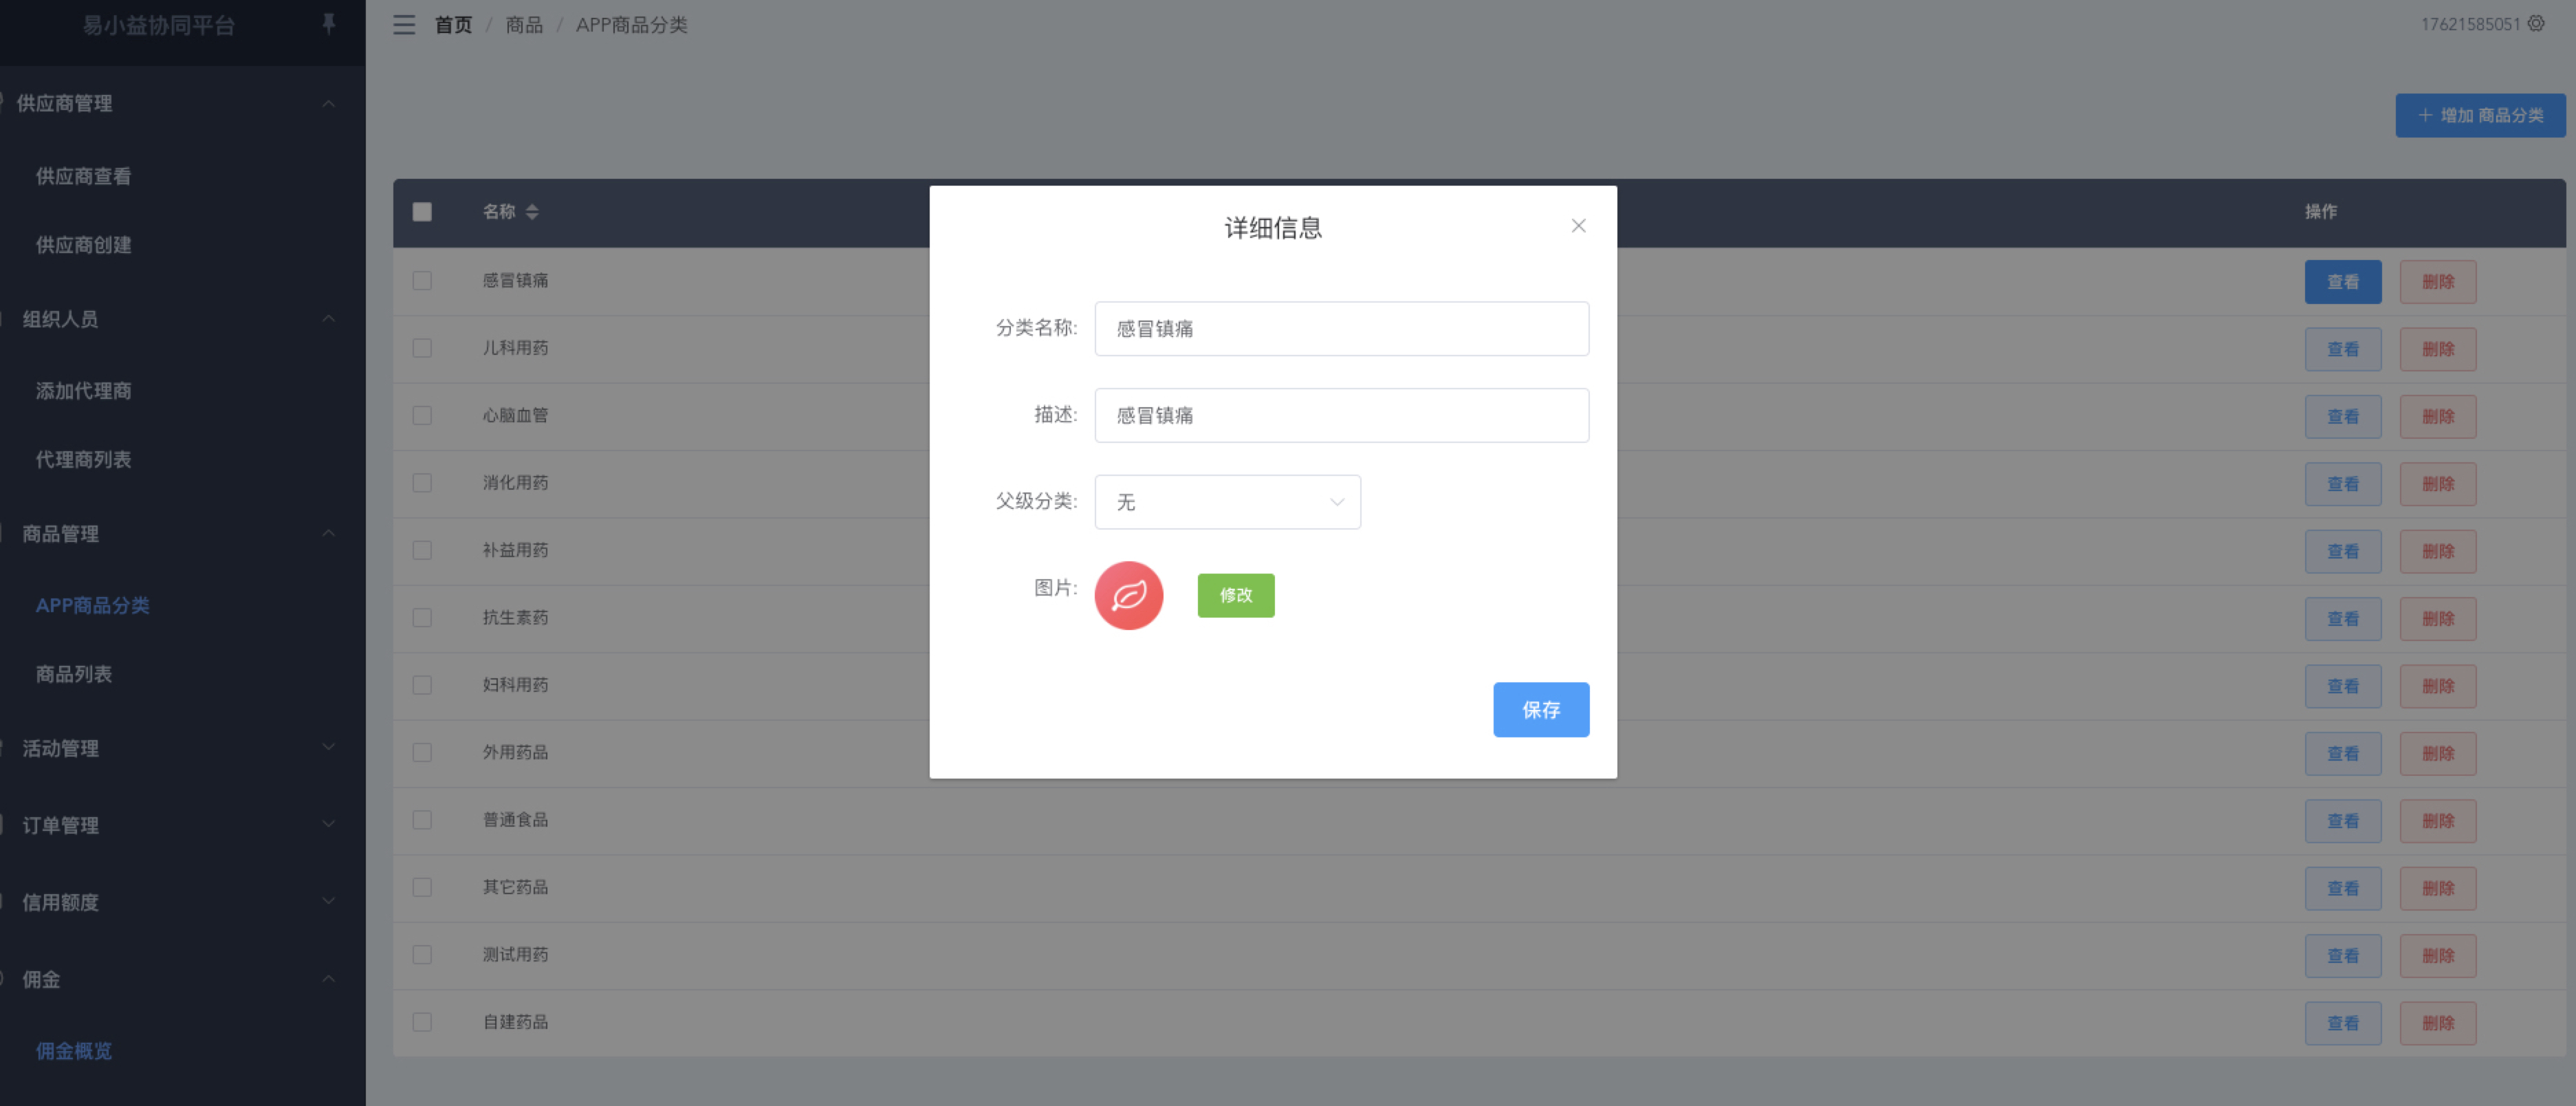 易小益协同平台
首页 / 商品 / APP商品分类
17621585051
供应商管理
供应商查看
供应商创建
组织人员
添加代理商
代理商列表
商品管理
APP商品分类
商品列表
活动管理
订单管理
信用额度
佣金
佣金概览
+ 增加 商品分类
名称
操作
感冒镇痛
查看
删除
儿科用药
查看
删除
心脑血管
查看
删除
消化用药
查看
删除
补益用药
查看
删除
抗生素药
查看
删除
妇科用药
查看
删除
外用药品
查看
删除
普通食品
查看
删除
其它药品
查看
删除
测试用药
查看
删除
自建药品
查看
删除
详细信息
分类名称: 感冒镇痛
描述: 感冒镇痛
父级分类: 无
图片:
修改
保存